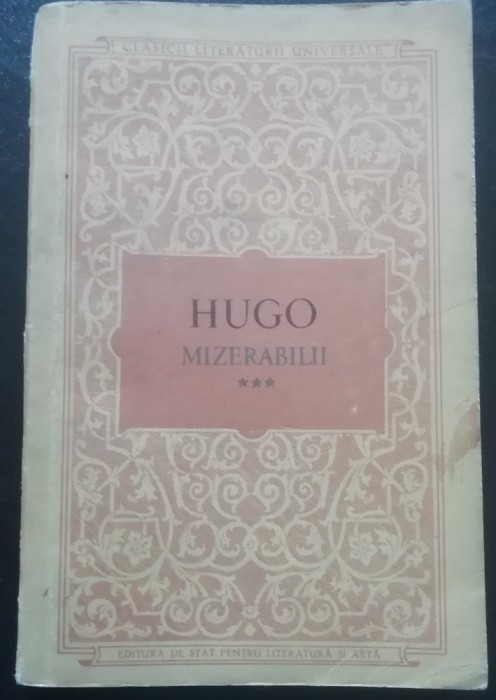 CLASICII LITERATURII UNIVERSALE
HUGO
MIZERABILII
★★★
EDITURA DE STAT PENTRU LITERATURĂ ȘI ARTĂ